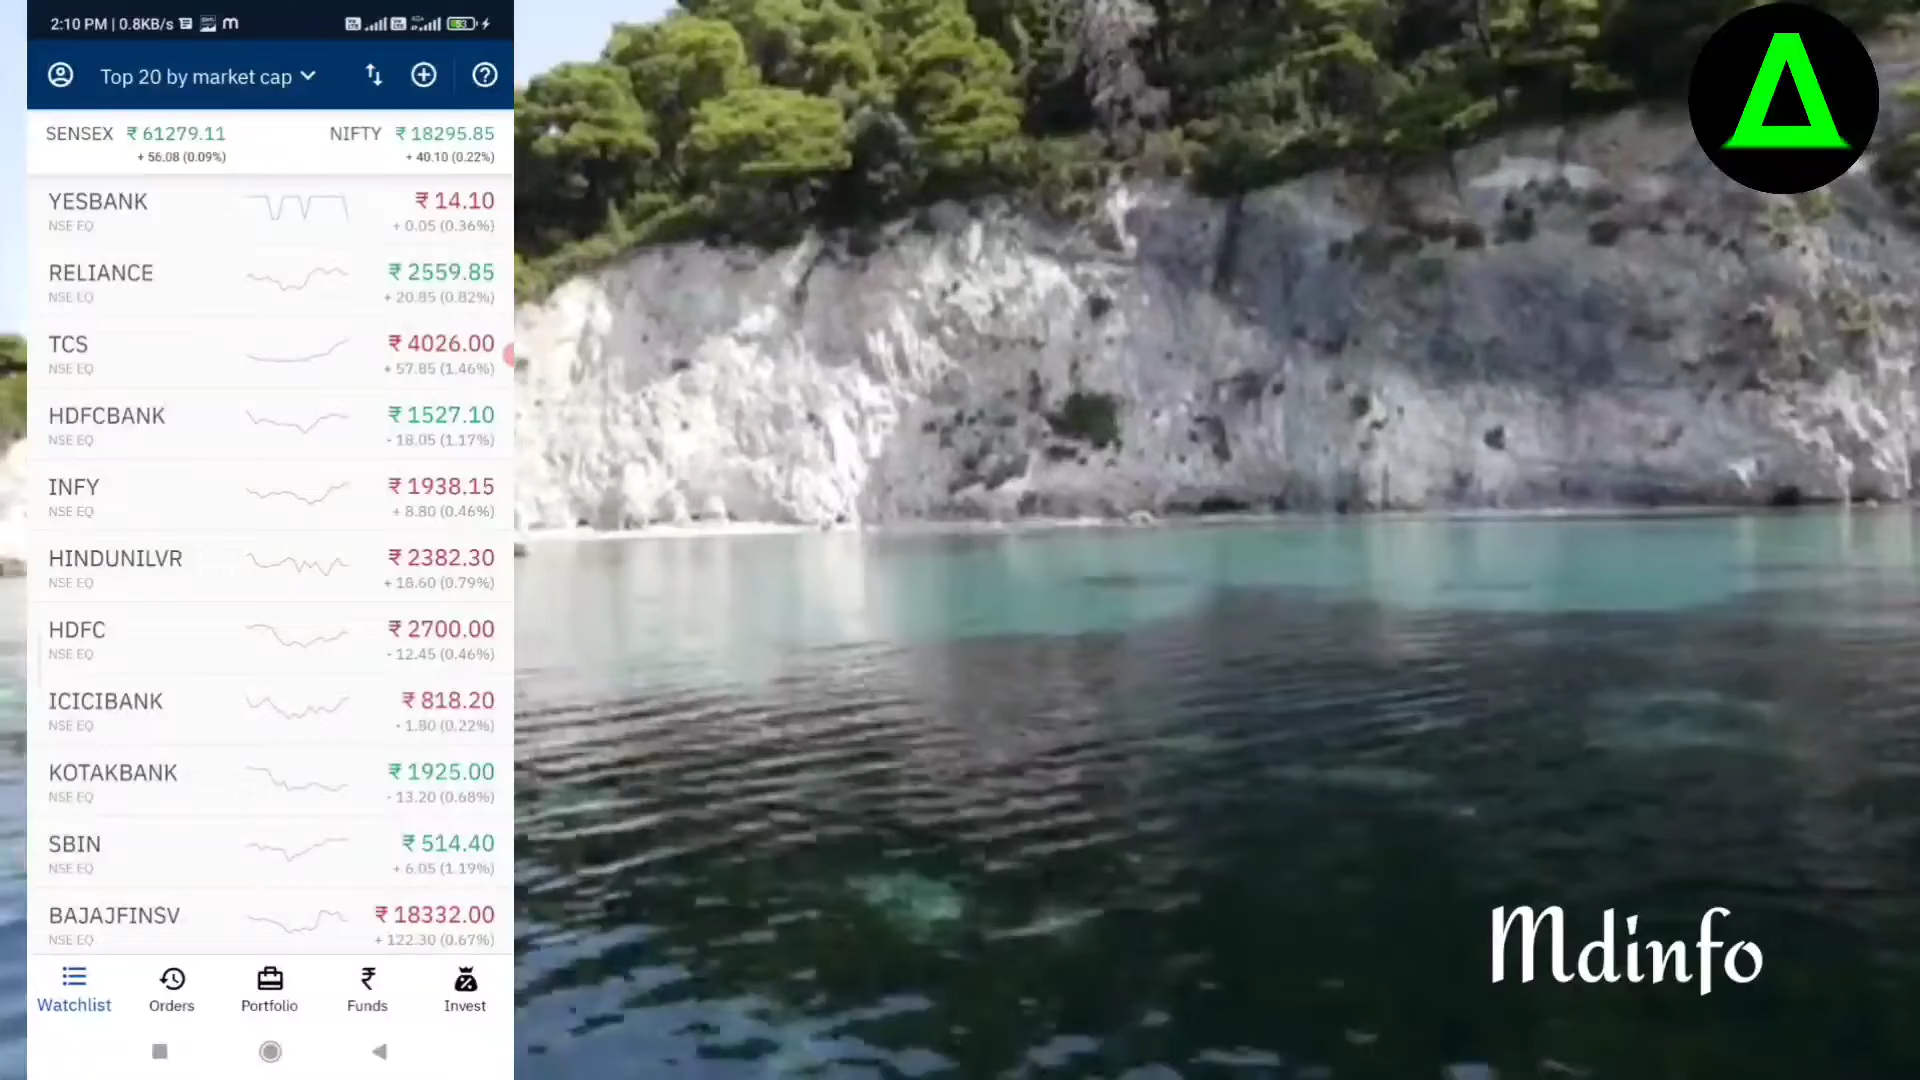 2:10 PM | 0.8KB/s
53
Top 20 by market cap
SENSEX ₹ 61279.11 NIFTY ₹ 18295.85
+ 56.08 (0.09%) + 40.10 (0.22%)
YESBANK ₹ 14.10
NSE EQ + 0.05 (0.36%)
RELIANCE ₹ 2559.85
NSE EQ + 20.85 (0.82%)
TCS ₹ 4026.00
NSE EQ + 57.85 (1.46%)
HDFCBANK ₹ 1527.10
NSE EQ - 18.05 (1.17%)
INFY ₹ 1938.15
NSE EQ + 8.80 (0.46%)
HINDUNILVR ₹ 2382.30
NSE EQ + 18.60 (0.79%)
HDFC ₹ 2700.00
NSE EQ - 12.45 (0.46%)
ICICIBANK ₹ 818.20
NSE EQ - 1.80 (0.22%)
KOTAKBANK ₹ 1925.00
NSE EQ - 13.20 (0.68%)
SBIN ₹ 514.40
NSE EQ + 6.05 (1.19%)
BAJAJFINSV ₹ 18332.00
NSE EQ + 122.30 (0.67%)
Watchlist Orders Portfolio Funds Invest
Mdinfo